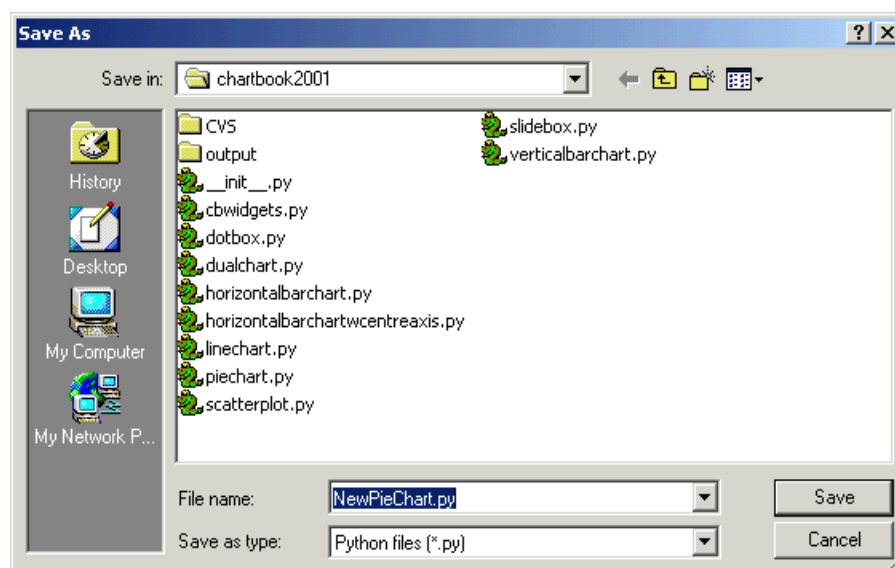 Save As
Save in:
chartbook2001
History
Desktop
My Computer
My Network P...
CVS
output
__init__.py
cbwidgets.py
dotbox.py
dualchart.py
horizontalbarchart.py
horizontalbarchartwcentreaxis.py
linechart.py
piechart.py
scatterplot.py
slidebox.py
verticalbarchart.py
File name:
NewPieChart.py
Save
Save as type:
Python files (*.py)
Cancel